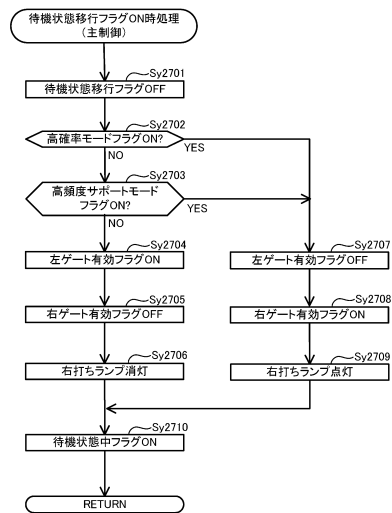 待機状態移行フラグON時処理
（主制御）
Sy2701
待機状態移行フラグOFF
Sy2702
高確率モードフラグON?
YES
NO
Sy2703
高頻度サポートモード
フラグON?
YES
NO
Sy2704
左ゲート有効フラグON
Sy2705
右ゲート有効フラグOFF
Sy2706
右打ちランプ消灯
Sy2707
左ゲート有効フラグOFF
Sy2708
右ゲート有効フラグON
Sy2709
右打ちランプ点灯
Sy2710
待機状態中フラグON
RETURN